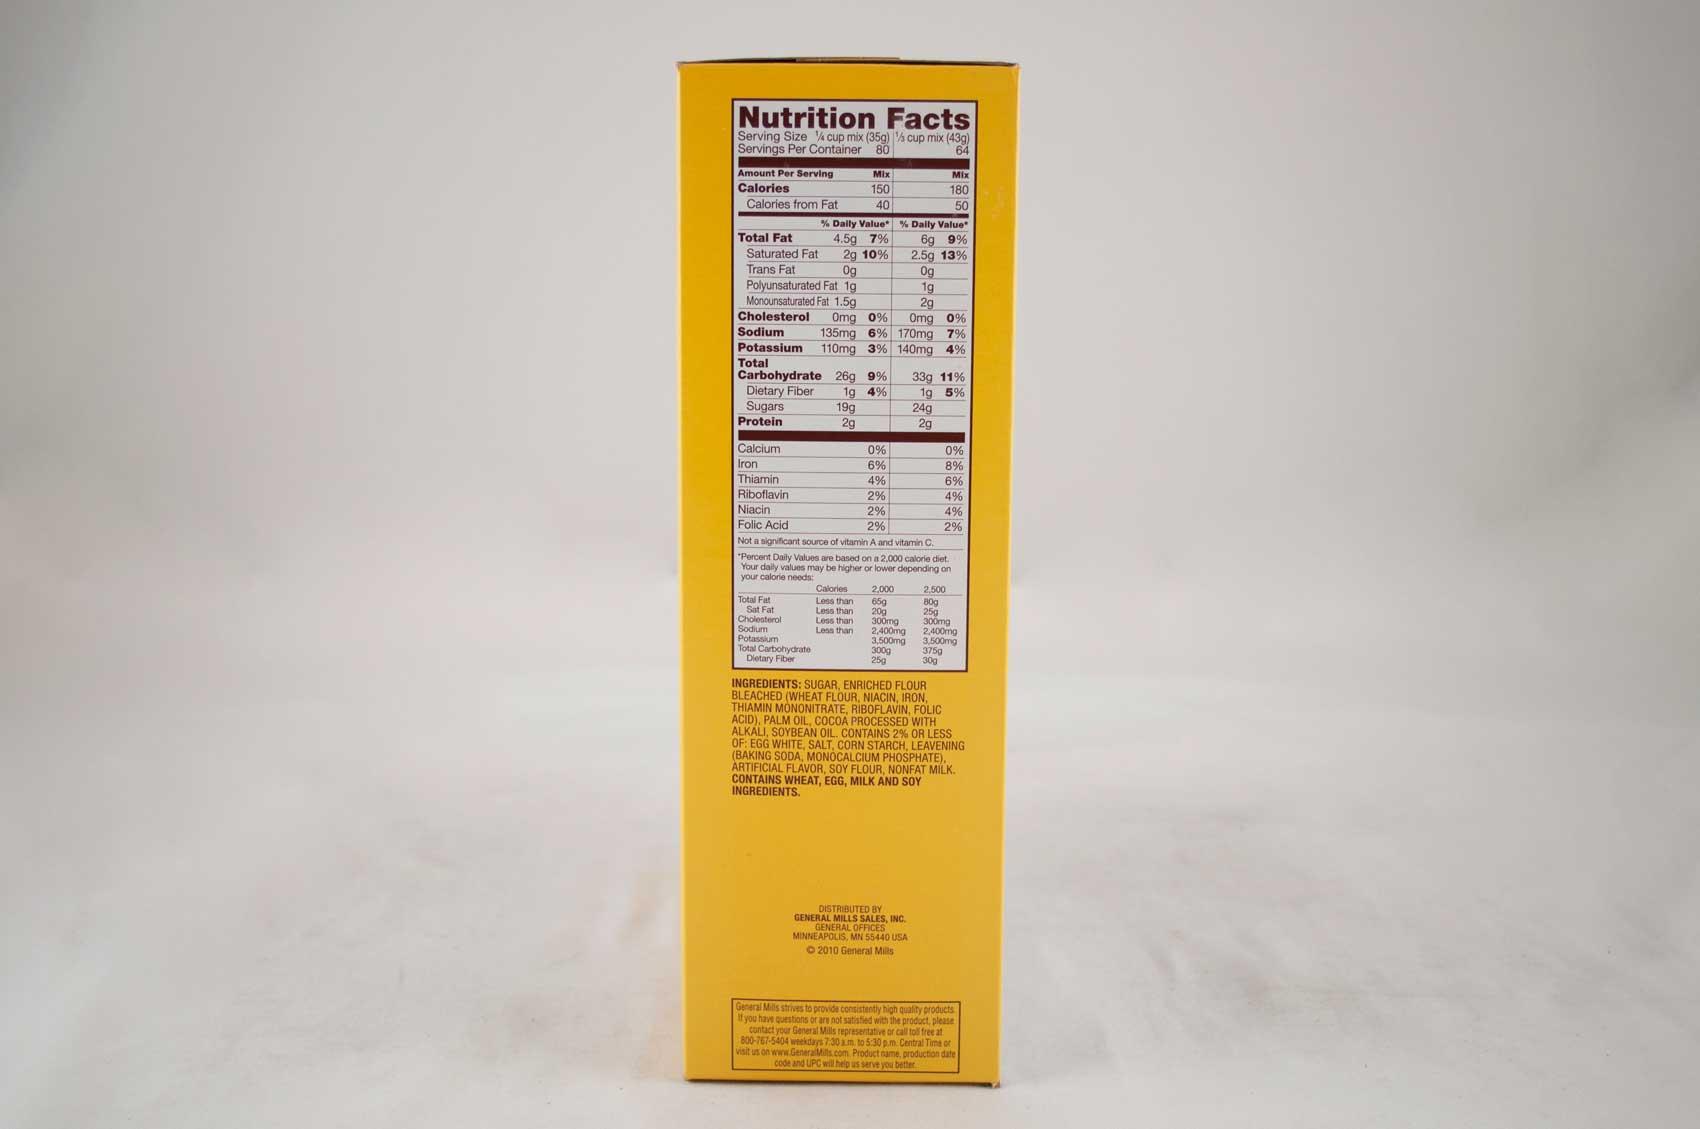 Nutrition Facts
Serving Size ¼ cup mix (35g) ⅓ cup mix (43g)
Servings Per Container 80 64
Amount Per Serving Mix Mix
Calories 150 180
Calories from Fat 40 50
% Daily Value* % Daily Value*
Total Fat 4.5g 7% 6g 9%
Saturated Fat 2g 10% 2.5g 13%
Trans Fat 0g 0g
Polyunsaturated Fat 1g 1g
Monounsaturated Fat 1.5g 2g
Cholesterol 0mg 0% 0mg 0%
Sodium 135mg 6% 170mg 7%
Potassium 110mg 3% 140mg 4%
Total
Carbohydrate 26g 9% 33g 11%
Dietary Fiber 1g 4% 1g 5%
Sugars 19g 24g
Protein 2g 2g
Calcium 0% 0%
Iron 6% 8%
Thiamin 4% 6%
Riboflavin 2% 4%
Niacin 2% 4%
Folic Acid 2% 2%
Not a significant source of vitamin A and vitamin C.
*Percent Daily Values are based on a 2,000 calorie diet.
Your daily values may be higher or lower depending on
your calorie needs:
Calories 2,000 2,500
Total Fat Less than 65g 80g
Sat Fat Less than 20g 25g
Cholesterol Less than 300mg 300mg
Sodium Less than 2,400mg 2,400mg
Potassium 3,500mg 3,500mg
Total Carbohydrate 300g 375g
Dietary Fiber 25g 30g
INGREDIENTS: SUGAR, ENRICHED FLOUR
BLEACHED (WHEAT FLOUR, NIACIN, IRON,
THIAMIN MONONITRATE, RIBOFLAVIN, FOLIC
ACID), PALM OIL, COCOA PROCESSED WITH
ALKALI, SOYBEAN OIL. CONTAINS 2% OR LESS
OF: EGG WHITE, SALT, CORN STARCH, LEAVENING
(BAKING SODA, MONOCALCIUM PHOSPHATE),
ARTIFICIAL FLAVOR, SOY FLOUR, NONFAT MILK.
CONTAINS WHEAT, EGG, MILK AND SOY
INGREDIENTS.
DISTRIBUTED BY
GENERAL MILLS SALES, INC.
GENERAL OFFICES
MINNEAPOLIS, MN 55440 USA
© 2010 General Mills
General Mills strives to provide consistently high quality products.
If you have questions or are not satisfied with the product, please
contact your General Mills representative or call toll free at
800-767-5404 weekdays 7:30 a.m. to 5:30 p.m. Central Time or
visit us on www.GeneralMills.com. Product name, production date
code and UPC will help us serve you better.